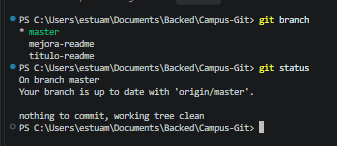 PS C:\Users\estuam\Documents\Backed\Campus-Git> git branch
* master
  mejora-readme
  titulo-readme
PS C:\Users\estuam\Documents\Backed\Campus-Git> git status
On branch master
Your branch is up to date with 'origin/master'.

nothing to commit, working tree clean
PS C:\Users\estuam\Documents\Backed\Campus-Git>